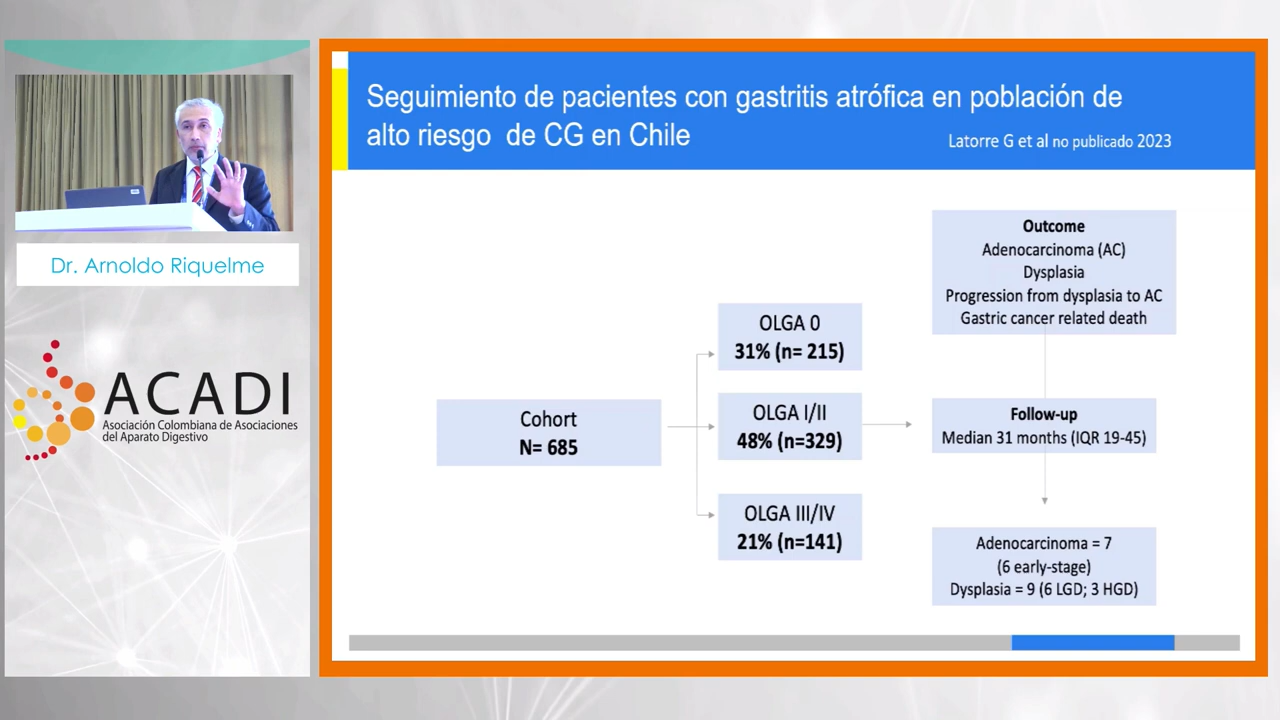 Dr. Arnoldo Riquelme
ACADI
Asociación Colombiana de Asociaciones
del Aparato Digestivo
Seguimiento de pacientes con gastritis atrófica en población de
alto riesgo de CG en Chile
Latorre G et al no publicado 2023
Cohort
N= 685
OLGA 0
31% (n= 215)
OLGA I/II
48% (n=329)
OLGA III/IV
21% (n=141)
Outcome
Adenocarcinoma (AC)
Dysplasia
Progression from dysplasia to AC
Gastric cancer related death
Follow-up
Median 31 months (IQR 19-45)
Adenocarcinoma = 7
(6 early-stage)
Dysplasia = 9 (6 LGD; 3 HGD)